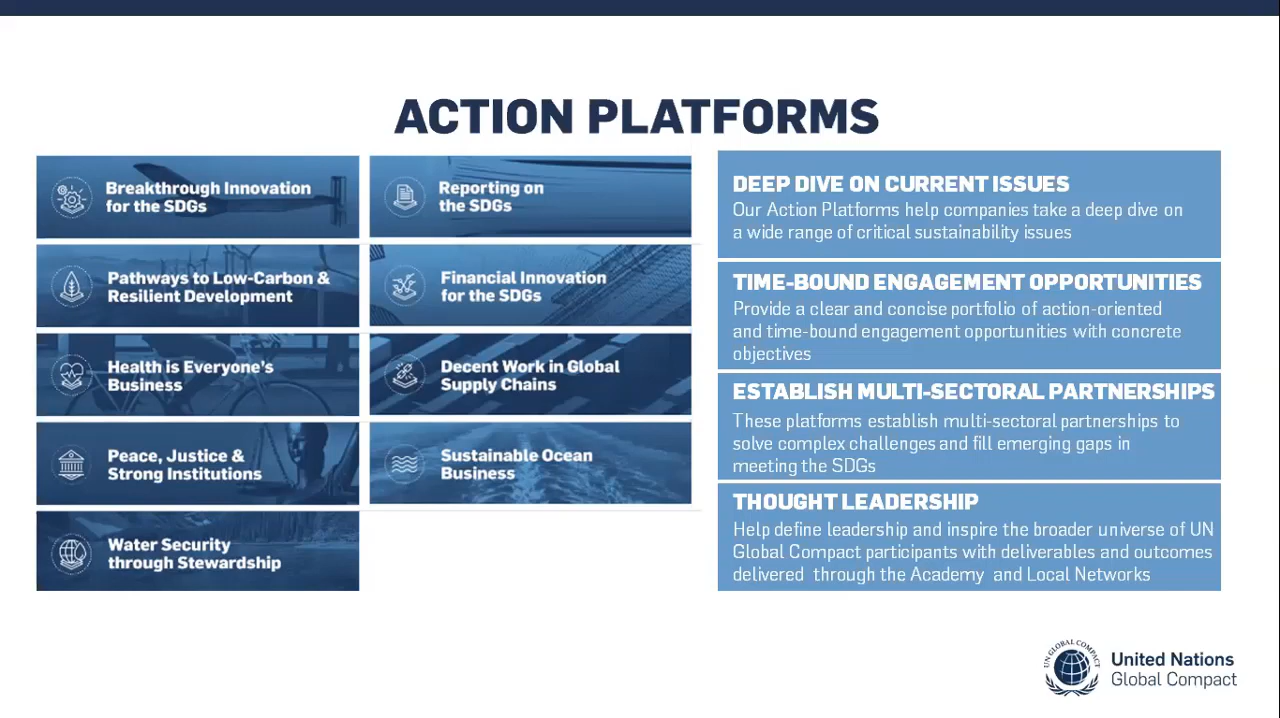 ACTION PLATFORMS
Breakthrough Innovation
for the SDGs
Reporting on
the SDGs
Pathways to Low-Carbon &
Resilient Development
Financial Innovation
for the SDGs
Health is Everyone's
Business
Decent Work in Global
Supply Chains
Peace, Justice &
Strong Institutions
Sustainable Ocean
Business
Water Security
through Stewardship
DEEP DIVE ON CURRENT ISSUES
Our Action Platforms help companies take a deep dive on
a wide range of critical sustainability issues
TIME-BOUND ENGAGEMENT OPPORTUNITIES
Provide a clear and concise portfolio of action-oriented
and time-bound engagement opportunities with concrete
objectives
ESTABLISH MULTI-SECTORAL PARTNERSHIPS
These platforms establish multi-sectoral partnerships to
solve complex challenges and fill emerging gaps in
meeting the SDGs
THOUGHT LEADERSHIP
Help define leadership and inspire the broader universe of UN
Global Compact participants with deliverables and outcomes
delivered through the Academy and Local Networks
UN GLOBAL COMPACT
United Nations
Global Compact